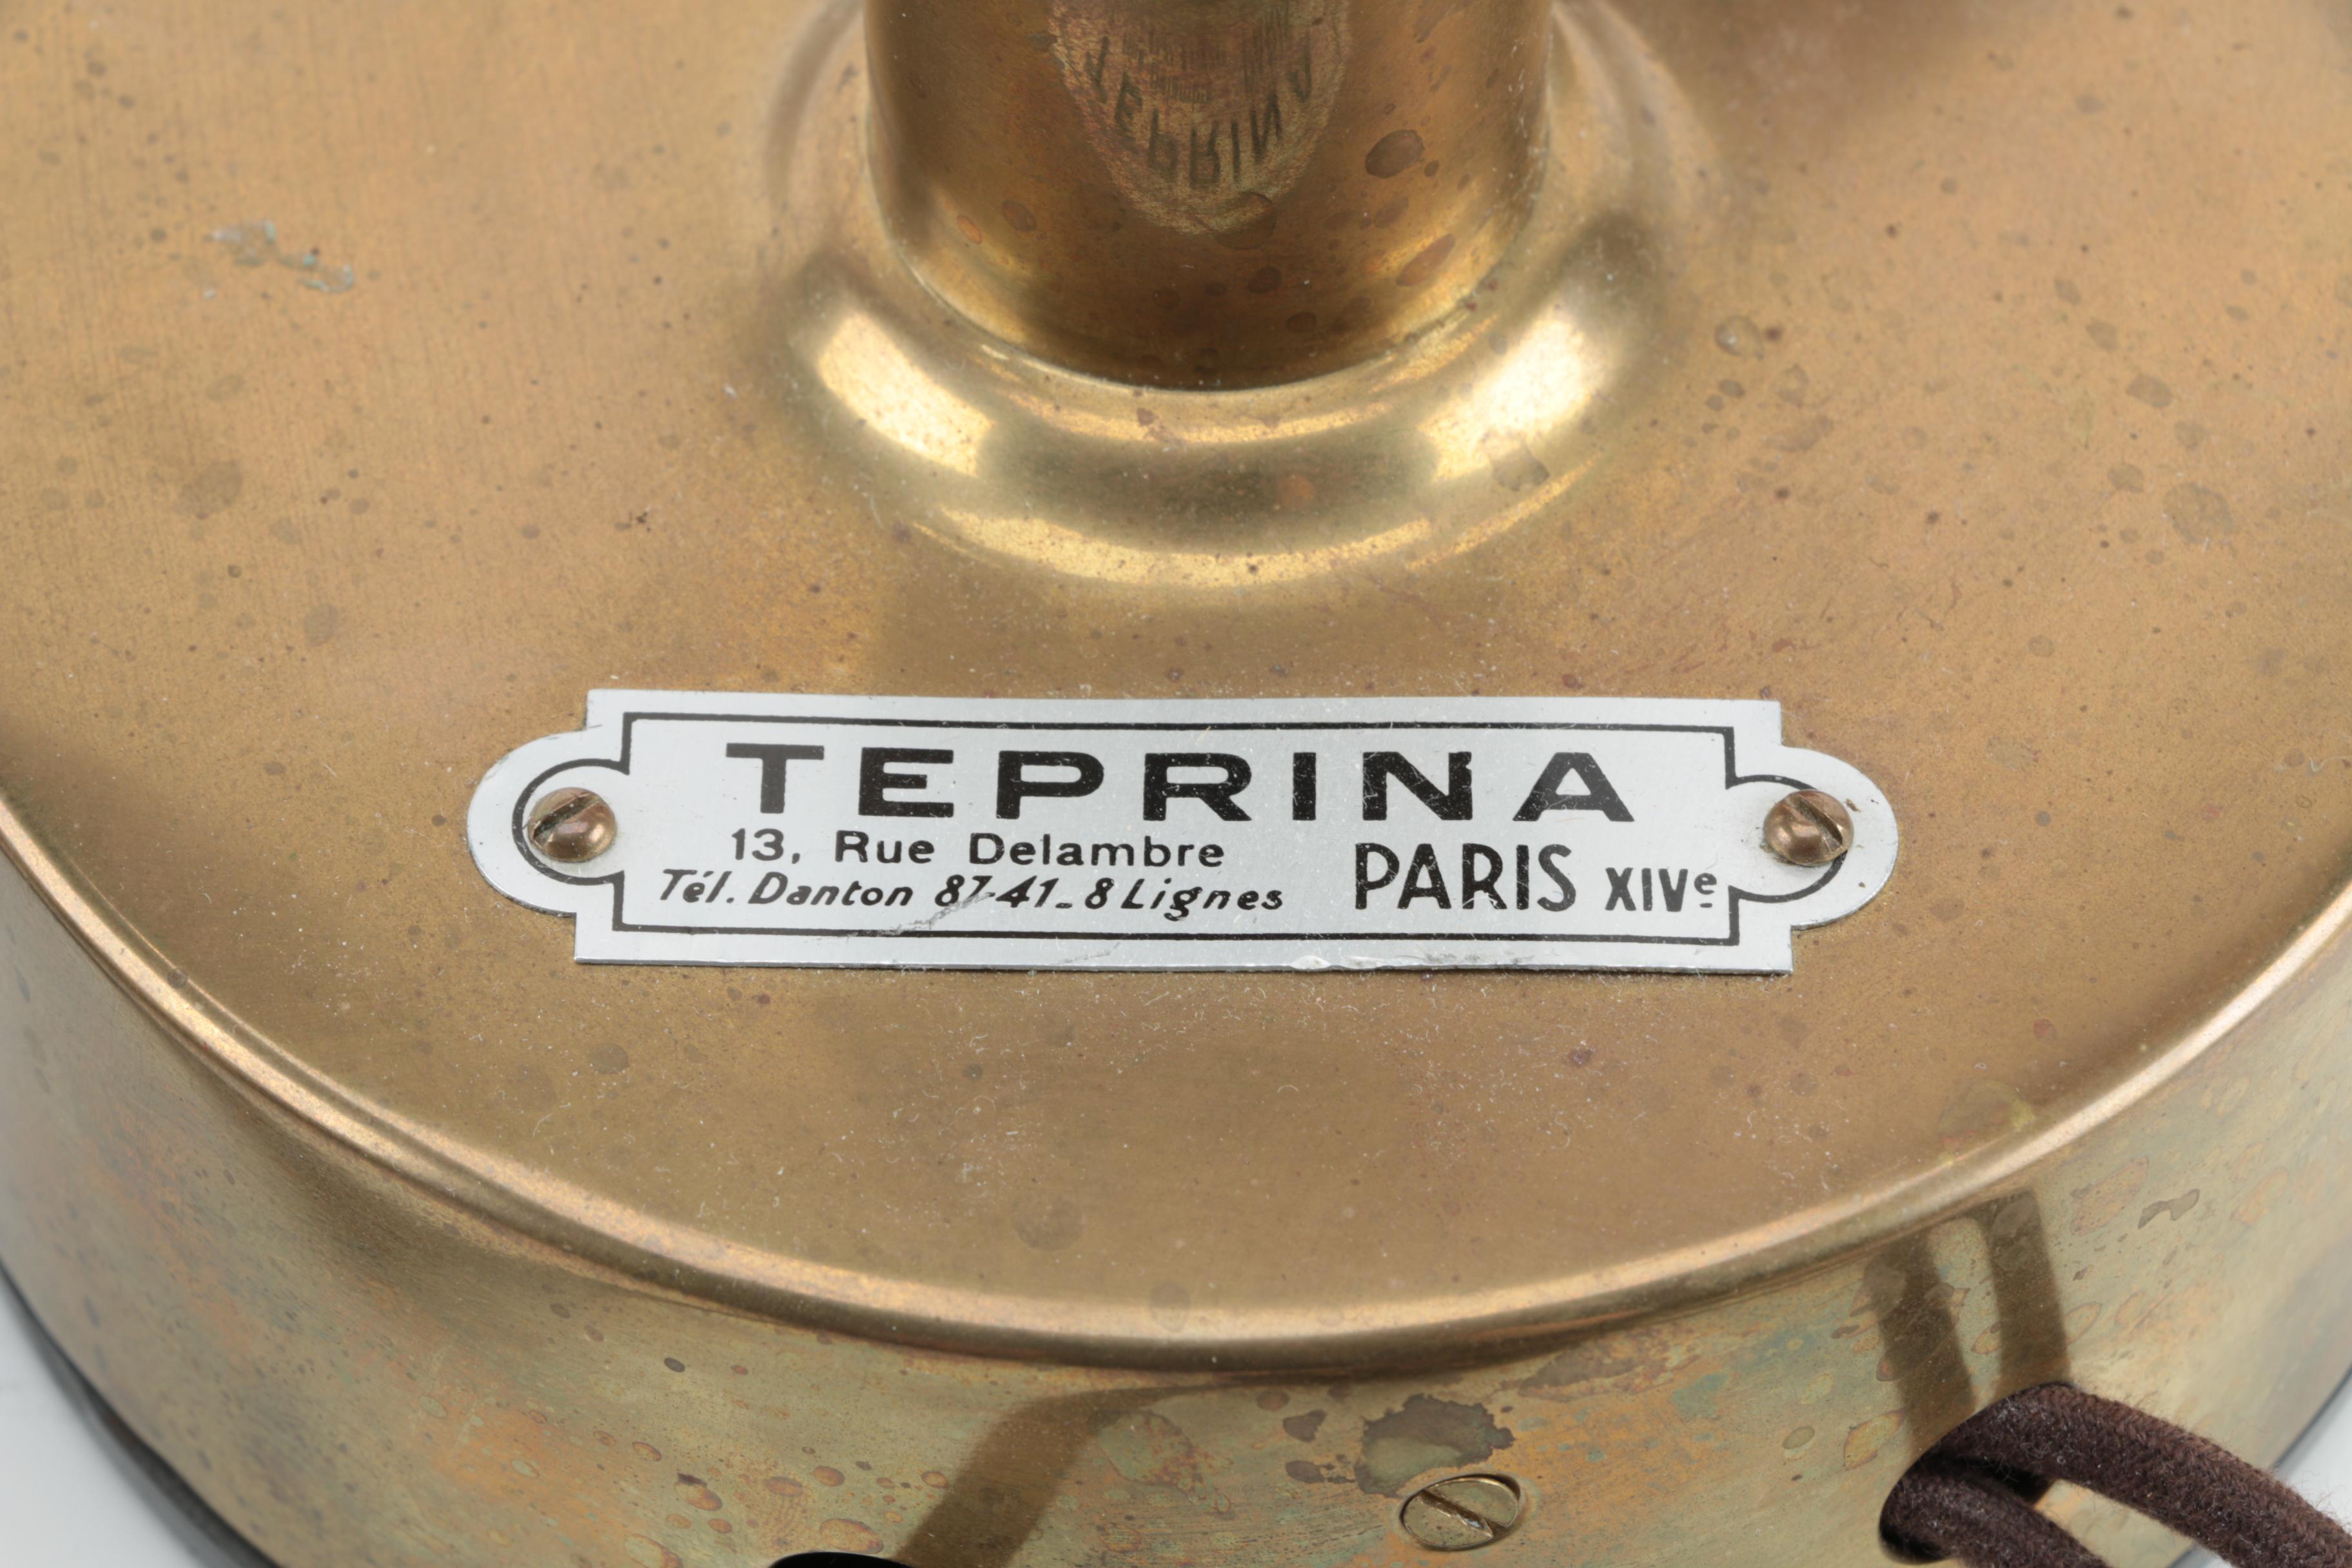 TEPRINA
13, Rue Delambre
Tél. Danton 87-41_8 Lignes
PARIS XIVe